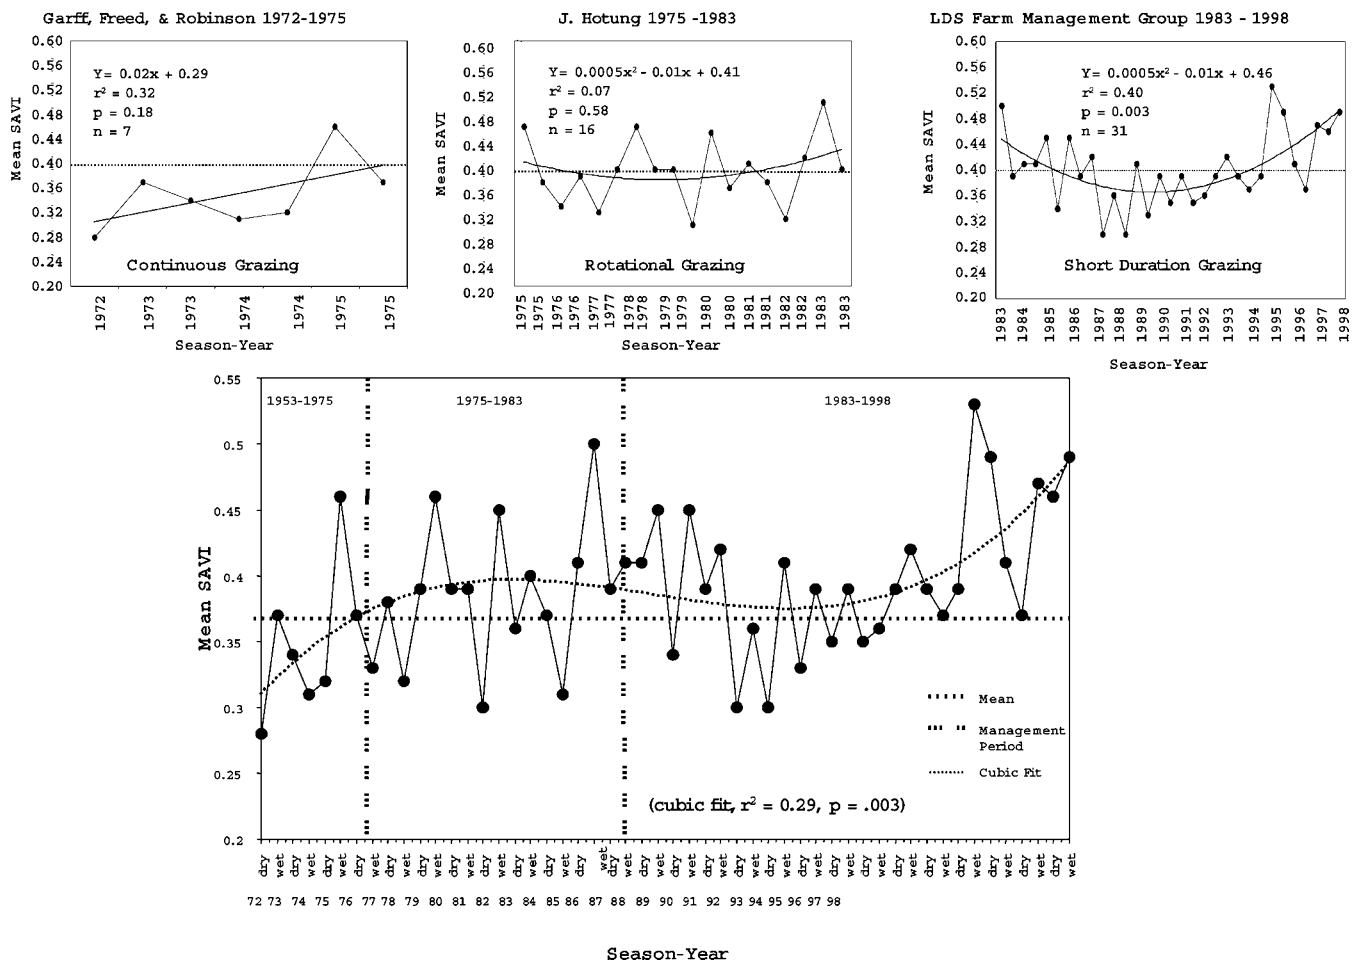 Garff, Freed, & Robinson 1972-1975
0.60
0.56
0.52
0.48
0.44
0.40
0.36
0.32
0.28
0.24
0.20
Mean SAVI
Y= 0.02x + 0.29
r² = 0.32
p = 0.18
n = 7
Continuous Grazing
1972
1973
1973
1974
1974
1975
1975
Season-Year
J. Hotung 1975 -1983
0.60
0.56
0.52
0.48
0.44
0.40
0.36
0.32
0.28
0.24
0.20
Mean SAVI
Y= 0.0005x² - 0.01x + 0.41
r² = 0.07
p = 0.58
n = 16
Rotational Grazing
1975
1975
1976
1976
1977
1977
1978
1978
1979
1979
1980
1980
1981
1981
1982
1982
1983
1983
Season-Year
LDS Farm Management Group 1983 - 1998
0.60
0.56
0.52
0.48
0.44
0.40
0.36
0.32
0.28
0.24
0.20
Mean SAVI
Y= 0.0005x² - 0.01x + 0.46
r² = 0.40
p = 0.003
n = 31
Short Duration Grazing
1983
1984
1985
1986
1987
1988
1989
1990
1991
1992
1993
1994
1995
1996
1997
1998
Season-Year
0.55
0.5
0.45
0.4
0.35
0.3
0.25
0.2
Mean SAVI
1953-1975
1975-1983
1983-1998
Mean
Management
Period
Cubic Fit
(cubic fit, r² = 0.29, p = .003)
dry wet dry wet dry wet dry wet dry wet dry wet dry wet dry wet dry wet dry wet dry wet dry wet dry wet dry wet dry wet dry wet dry wet dry wet dry wet dry wet dry wet dry wet dry wet dry wet dry wet dry wet dry wet
72 73 74 75 76 77 78 79 80 81 82 83 84 85 86 87 88 89 90 91 92 93 94 95 96 97 98
Season-Year